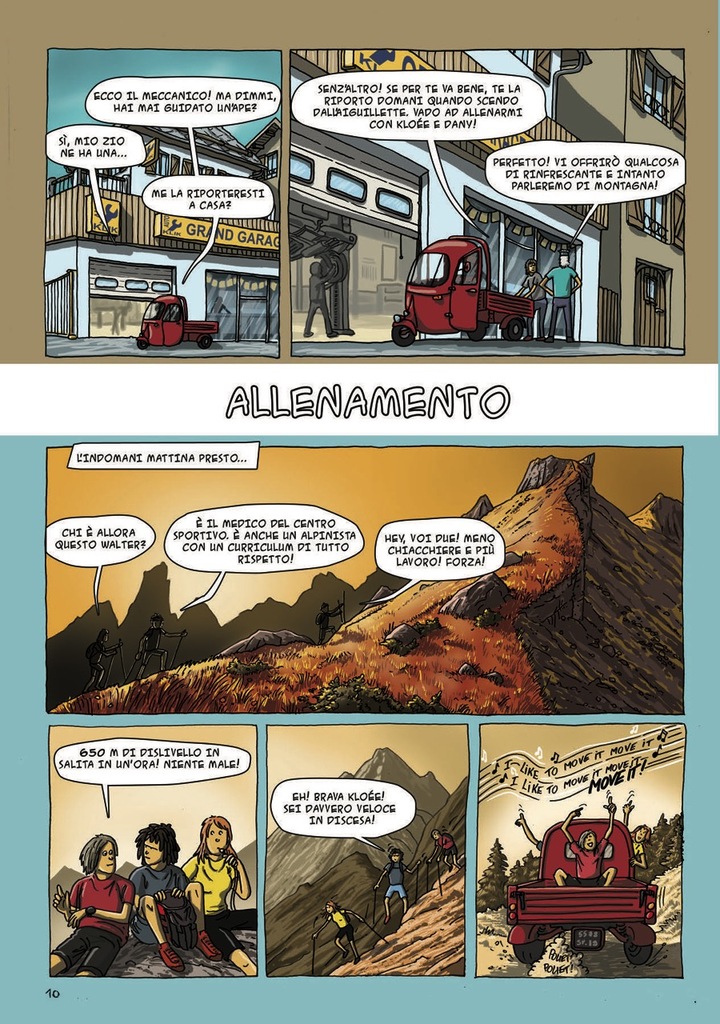 ECCO IL MECCANICO! MA DIMMI,
HAI MAI GUIDATO UN'APE?
SÌ, MIO ZIO
NE HA UNA...
ME LA RIPORTERESTI
A CASA?
KLIK
GRAND GARAG
SENZ'ALTRO! SE PER TE VA BENE, TE LA
RIPORTO DOMANI QUANDO SCENDO
DALL'AIGUILLETTE. VADO AD ALLENARMI
CON KLOÉE E DANY!
PERFETTO! VI OFFRIRÒ QUALCOSA
DI RINFRESCANTE E INTANTO
PARLEREMO DI MONTAGNA!
ALLENAMENTO
L'INDOMANI MATTINA PRESTO...
CHI È ALLORA
QUESTO WALTER?
È IL MEDICO DEL CENTRO
SPORTIVO. È ANCHE UN ALPINISTA
CON UN CURRICULUM DI TUTTO
RISPETTO!
HEY, VOI DUE! MENO
CHIACCHIERE E PIÙ
LAVORO! FORZA!
650 M DI DISLIVELLO IN
SALITA IN UN'ORA! NIENTE MALE!
EH! BRAVA KLOÉE!
SEI DAVVERO VELOCE
IN DISCESA!
I LIKE TO MOVE IT MOVE IT
I LIKE TO MOVE IT MOVE IT
MOVE IT!
POUET!
POUET!
10